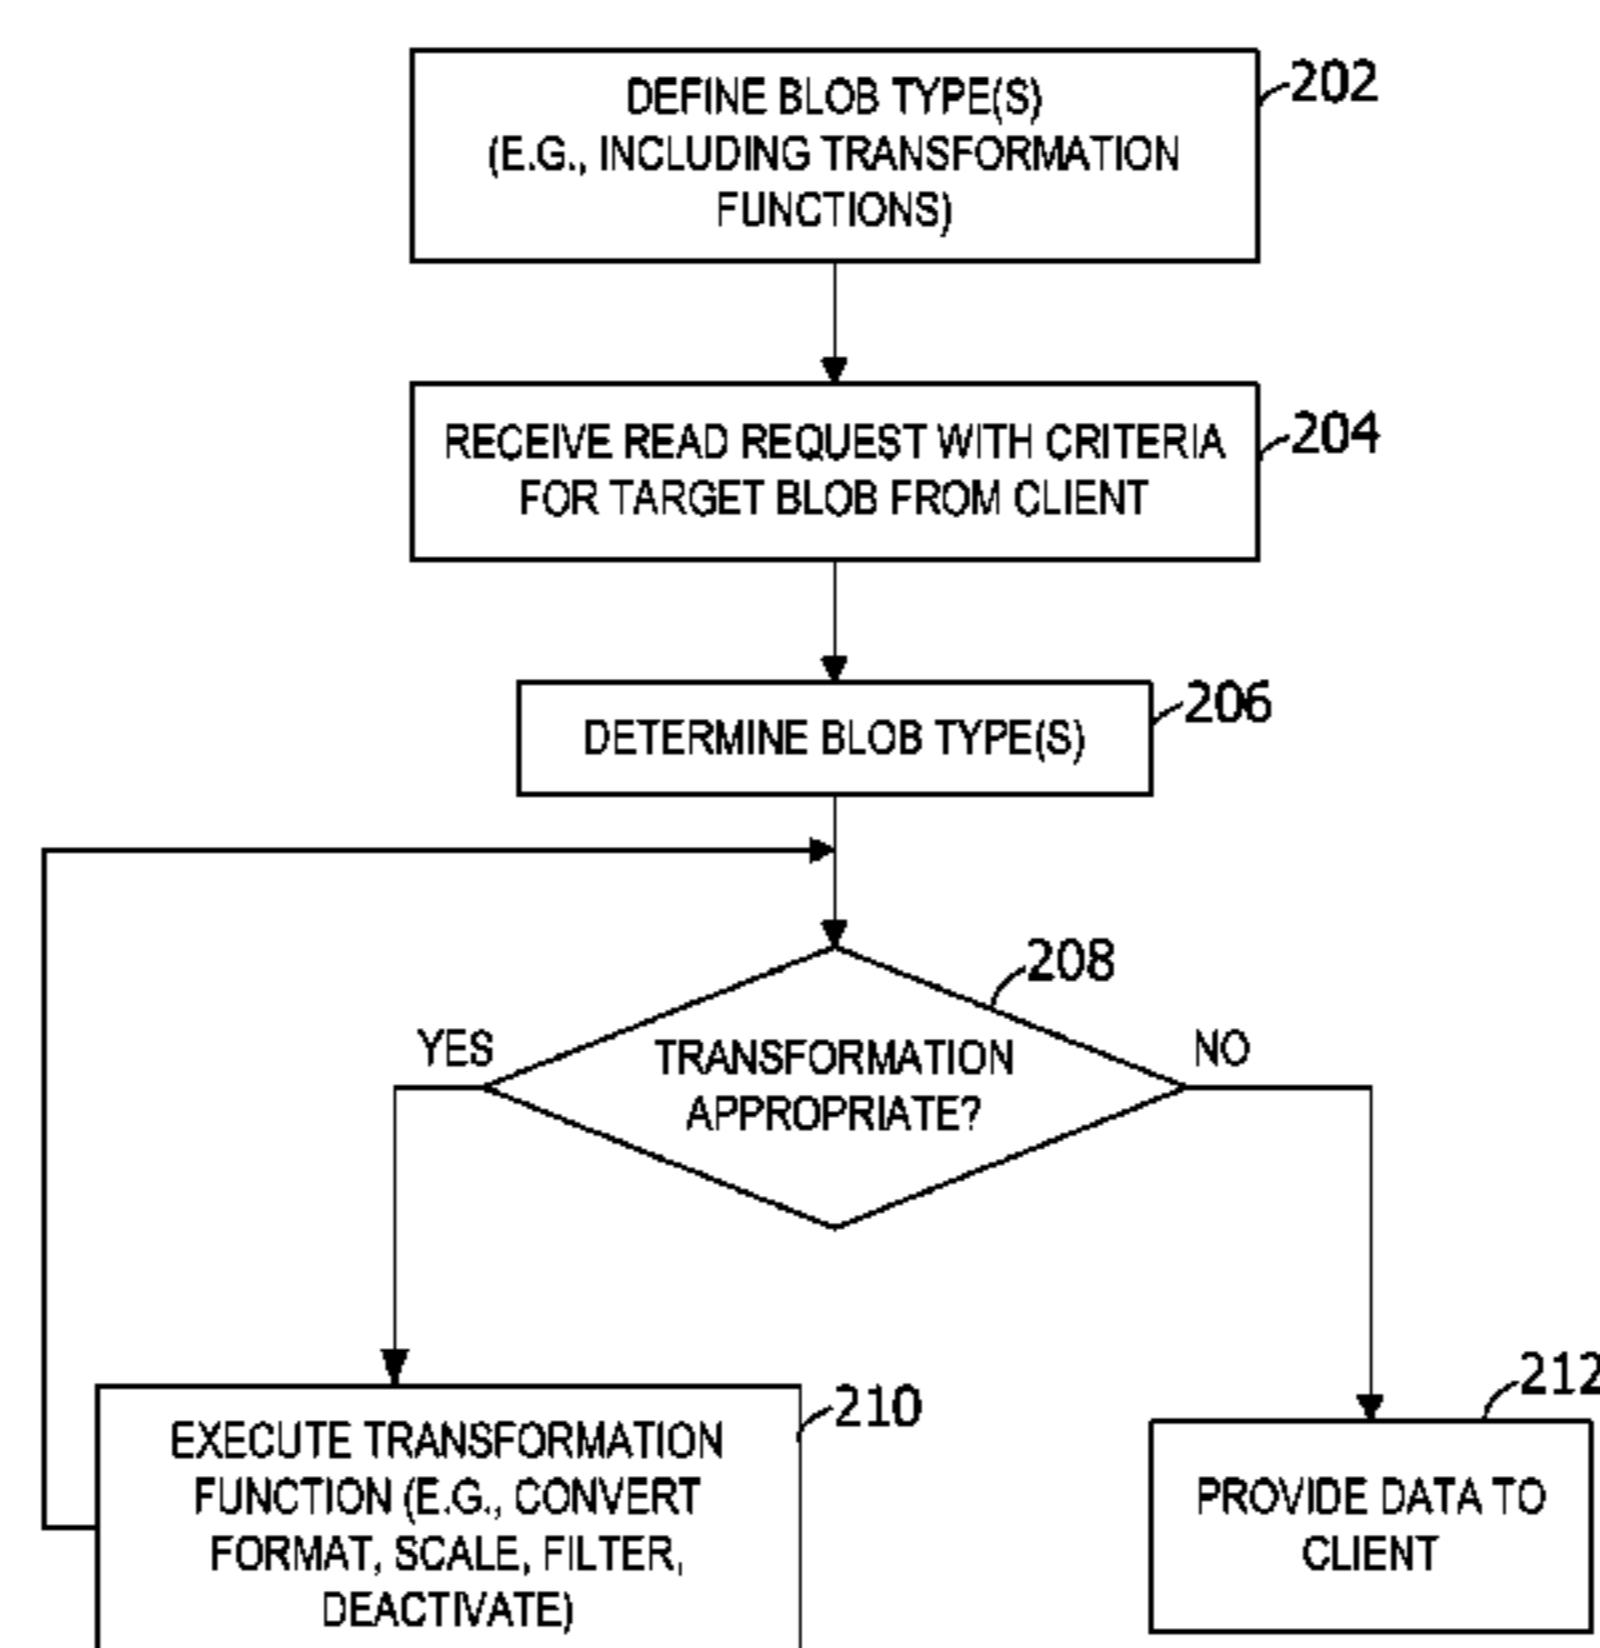 DEFINE BLOB TYPE(S)
(E.G., INCLUDING TRANSFORMATION
FUNCTIONS)
202
RECEIVE READ REQUEST WITH CRITERIA
FOR TARGET BLOB FROM CLIENT
204
DETERMINE BLOB TYPE(S)
206
208
YES
TRANSFORMATION
APPROPRIATE?
NO
EXECUTE TRANSFORMATION
FUNCTION (E.G., CONVERT
FORMAT, SCALE, FILTER,
DEACTIVATE)
210
PROVIDE DATA TO
CLIENT
212